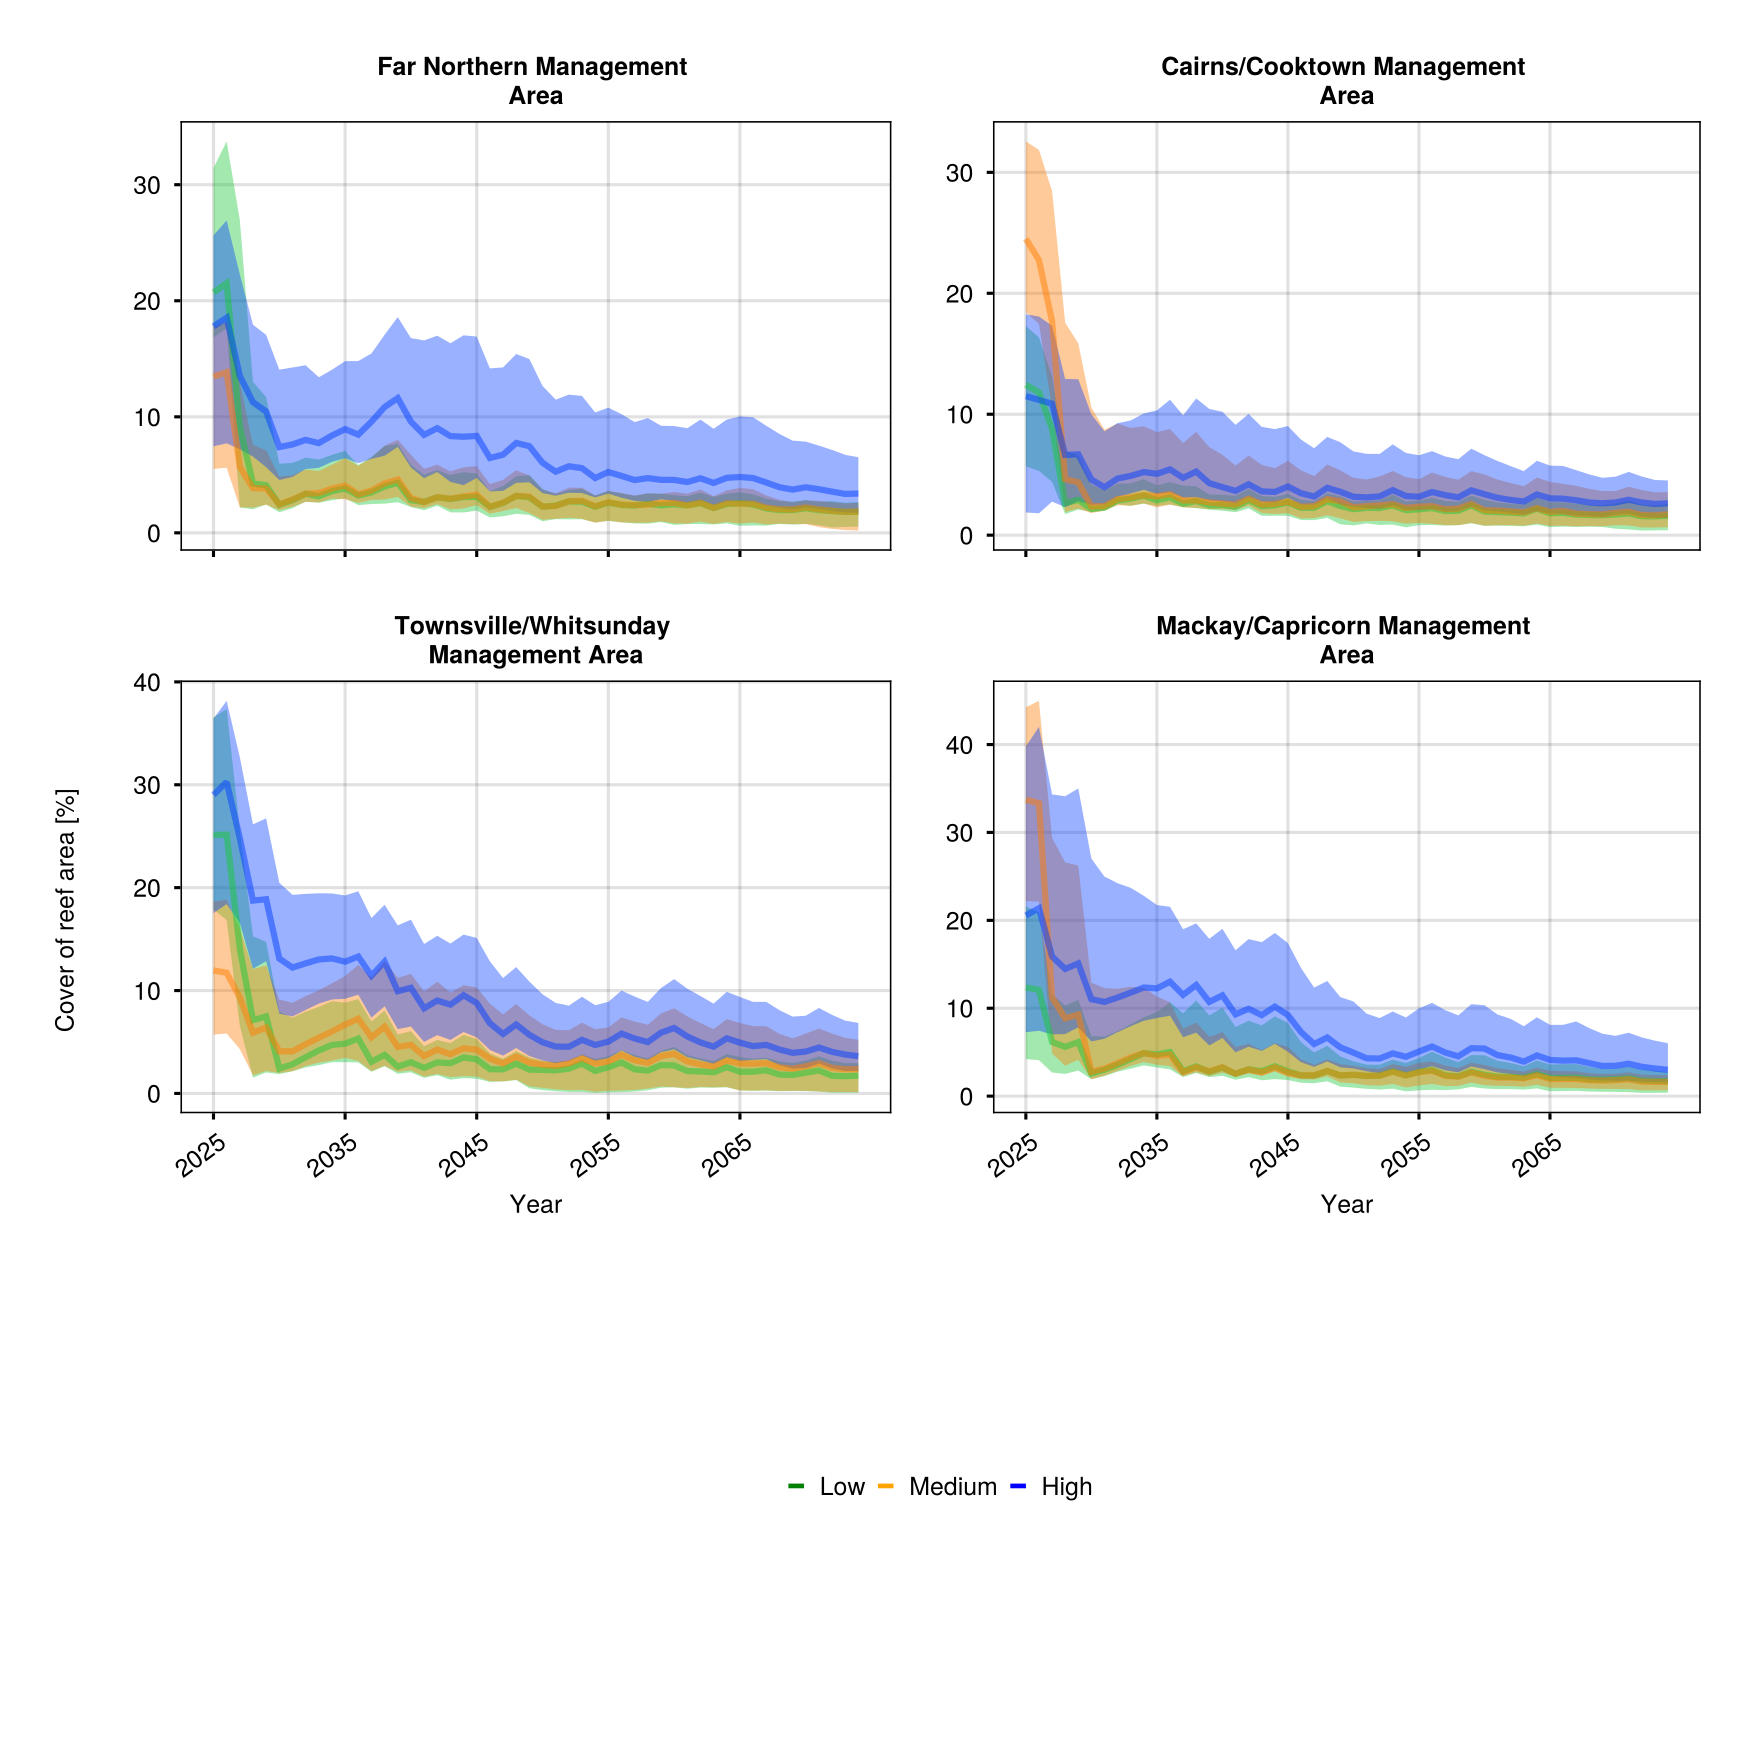 Far Northern Management
Area
30
20
10
0
Cairns/Cooktown Management
Area
30
20
10
0
Townsville/Whitsunday
Management Area
40
30
20
10
0
2025
2035
2045
2055
2065
Year
Mackay/Capricorn Management
Area
40
30
20
10
0
2025
2035
2045
2055
2065
Year
Cover of reef area [%]
Low
Medium
High